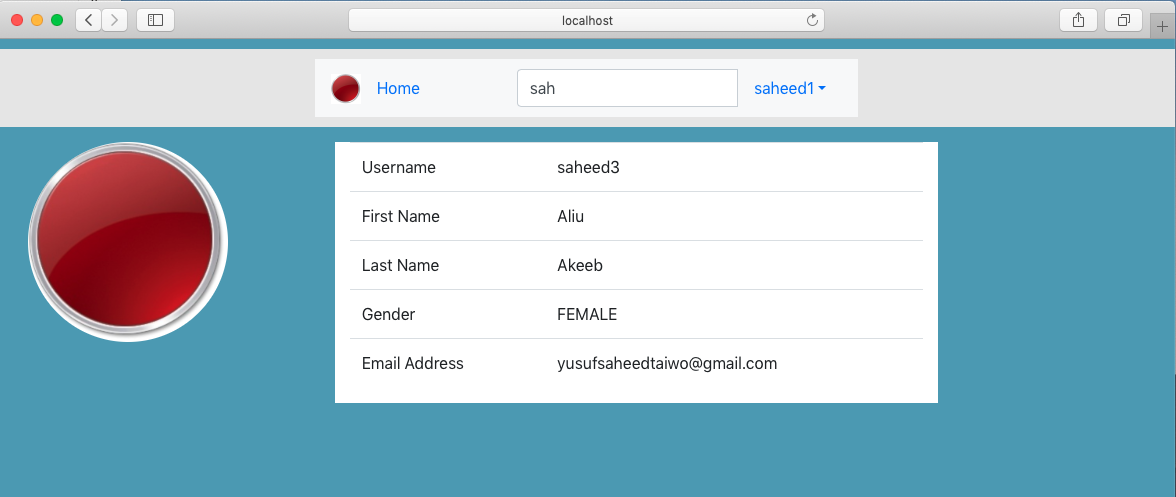 localhost
Home sah saheed1
Username saheed3
First Name Aliu
Last Name Akeeb
Gender FEMALE
Email Address yusufsaheedtaiwo@gmail.com